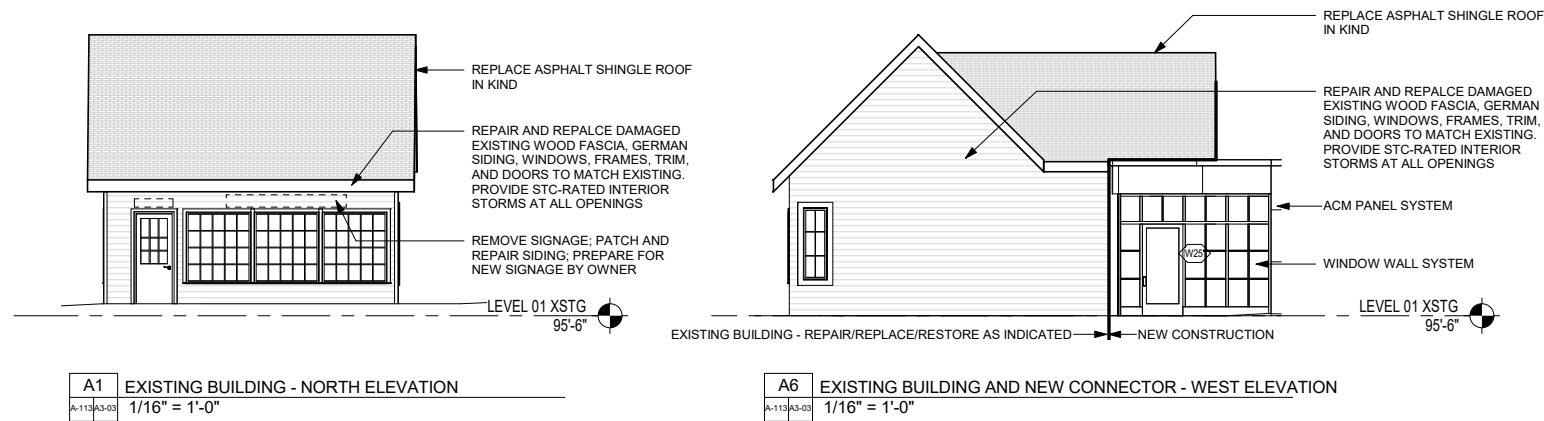 REPLACE ASPHALT SHINGLE ROOF
IN KIND
REPAIR AND REPALCE DAMAGED
EXISTING WOOD FASCIA, GERMAN
SIDING, WINDOWS, FRAMES, TRIM,
AND DOORS TO MATCH EXISTING.
PROVIDE STC-RATED INTERIOR
STORMS AT ALL OPENINGS
REMOVE SIGNAGE; PATCH AND
REPAIR SIDING; PREPARE FOR
NEW SIGNAGE BY OWNER
LEVEL 01 XSTG
95'-6"
A1 EXISTING BUILDING - NORTH ELEVATION
A-113 A3-03 1/16" = 1'-0"
REPLACE ASPHALT SHINGLE ROOF
IN KIND
REPAIR AND REPALCE DAMAGED
EXISTING WOOD FASCIA, GERMAN
SIDING, WINDOWS, FRAMES, TRIM,
AND DOORS TO MATCH EXISTING.
PROVIDE STC-RATED INTERIOR
STORMS AT ALL OPENINGS
ACM PANEL SYSTEM
W25
WINDOW WALL SYSTEM
LEVEL 01 XSTG
95'-6"
EXISTING BUILDING - REPAIR/REPLACE/RESTORE AS INDICATED
NEW CONSTRUCTION
A6 EXISTING BUILDING AND NEW CONNECTOR - WEST ELEVATION
A-113 A3-03 1/16" = 1'-0"